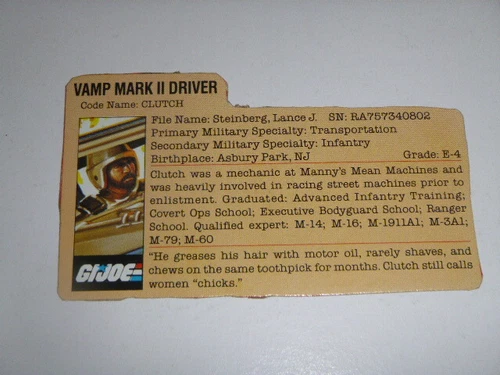 VAMP MARK II DRIVER
Code Name: CLUTCH
File Name: Steinberg, Lance J. SN: RA757340802
Primary Military Specialty: Transportation
Secondary Military Specialty: Infantry
Birthplace: Asbury Park, NJ Grade: E-4
Clutch was a mechanic at Manny's Mean Machines and
was heavily involved in racing street machines prior to
enlistment. Graduated: Advanced Infantry Training;
Covert Ops School; Executive Bodyguard School; Ranger
School. Qualified expert: M-14; M-16; M-1911A1; M-3A1;
M-79; M-60
"He greases his hair with motor oil, rarely shaves, and
chews on the same toothpick for months. Clutch still calls
women "chicks."
G.I. JOE